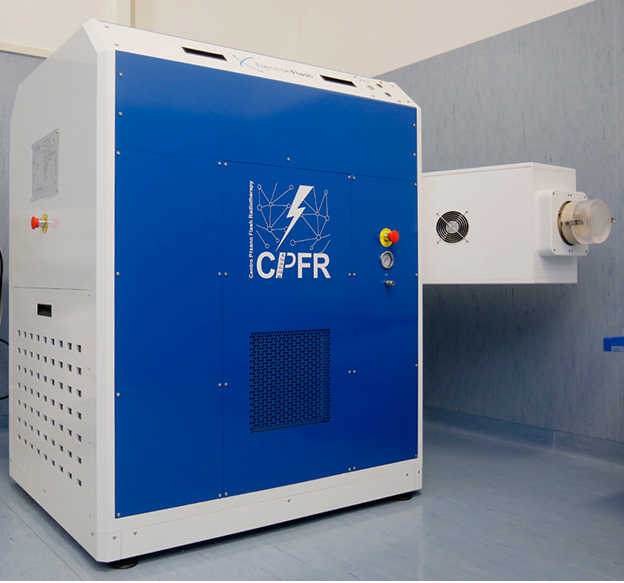 ElectronFlash
Centro Pisano Flash Radiotherapy
CPFR